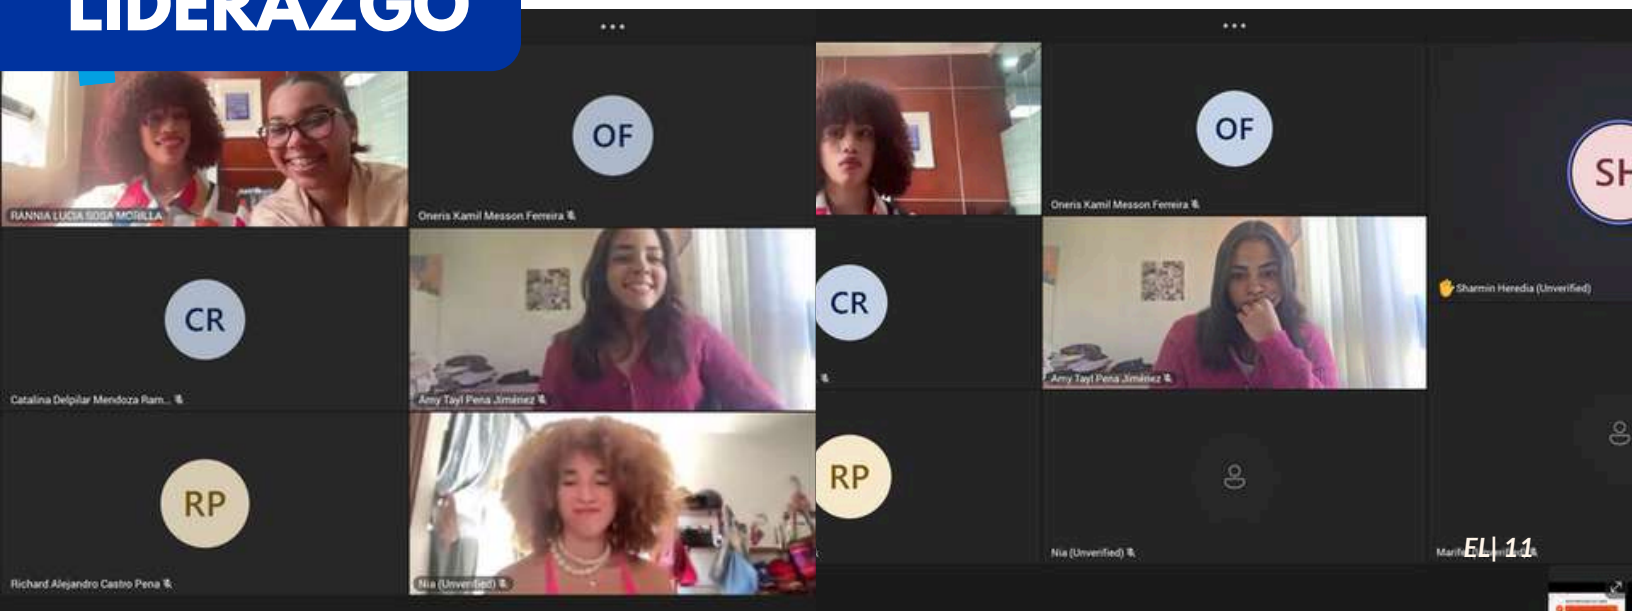 LIDERAZGO
RANNIA LUCIA SOSA MORILLA
OF
Oneris Kamil Messon Ferreira
CR
Catalina Delpilar Mendoza Ram...
Amy Tayl Pena Jiménez
RP
Richard Alejandro Castro Pena
Nia (Unverified)
OF
Oneris Kamil Messon Ferreira
SH
Sharmin Heredia (Unverified)
CR
Amy Tayl Pena Jiménez
RP
Nia (Unverified)
EL| 11